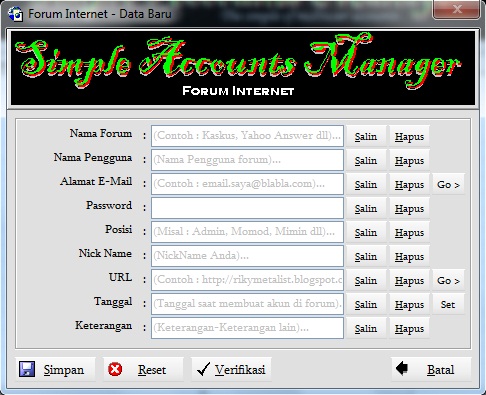 Forum Internet - Data Baru
Simple Accounts Manager
Forum Internet
Nama Forum : (Contoh : Kaskus, Yahoo Answer dll)... Salin Hapus
Nama Pengguna : (Nama Pengguna forum)... Salin Hapus
Alamat E-Mail : (Contoh : email.saya@blabla.com)... Salin Hapus Go >
Password : Salin Hapus
Posisi : (Misal : Admin, Momod, Mimin dll)... Salin Hapus
Nick Name : (NickName Anda)... Salin Hapus
URL : (Contoh : http://rikymetalist.blogspot.c Salin Hapus Go >
Tanggal : (Tanggal saat membuat akun di forum). Salin Hapus Set
Keterangan : (Keterangan-Keterangan lain)... Salin Hapus
Simpan Reset Verifikasi Batal